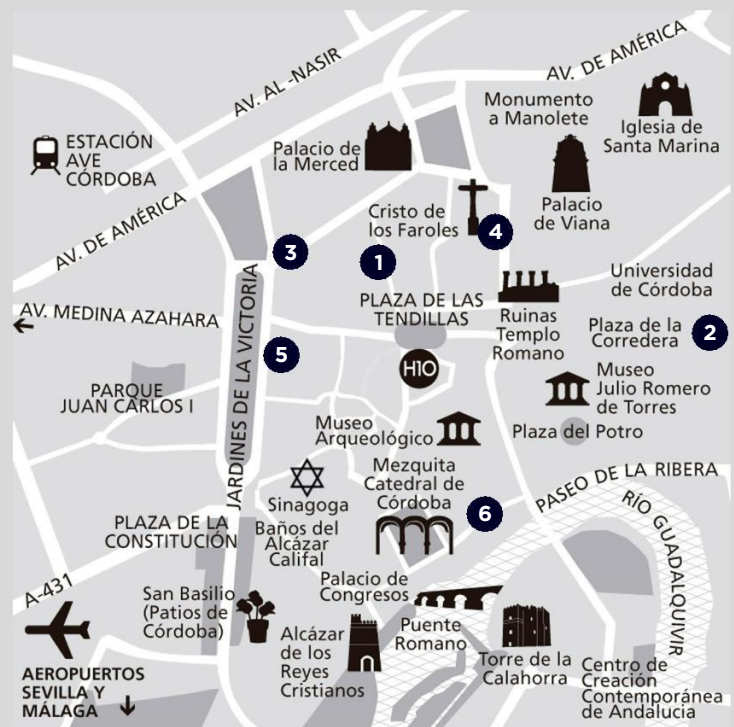 AV. AL -NASIR
AV. DE AMÉRICA
Monumento
a Manolete
Iglesia de
Santa Marina
ESTACIÓN
AVE
CÓRDOBA
Palacio de
la Merced
Palacio
de Viana
Cristo de
los Faroles
4
AV. DE AMÉRICA
3
1
Universidad
de Córdoba
PLAZA DE LAS
TENDILLAS
Ruinas
Templo
Romano
AV. MEDINA AZAHARA
JARDINES DE LA VICTORIA
Plaza de la
Corredera
2
5
H10
Museo
Julio Romero
de Torres
PARQUE
JUAN CARLOS I
Museo
Arqueológico
Plaza del Potro
Sinagoga
Mezquita
Catedral de
Córdoba
PASEO DE LA RIBERA
6
PLAZA DE LA
CONSTITUCIÓN
Baños del
Alcázar
Califal
RÍO GUADALQUIVIR
A-431
San Basilio
(Patios de
Córdoba)
Palacio de
Congresos
Alcázar
de los
Reyes
Cristianos
Puente
Romano
Torre de la
Calahorra
Centro de
Creación
Contemporánea
de Andalucía
AEROPUERTOS
SEVILLA Y
MÁLAGA